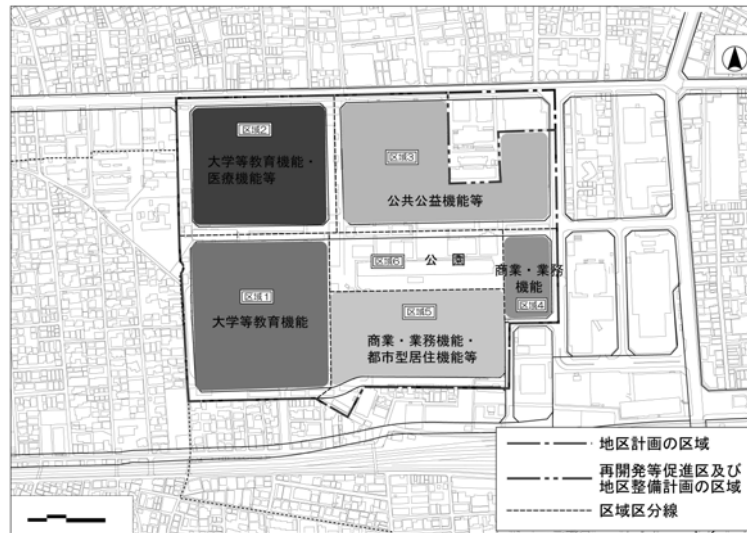 区域2
大学等教育機能・
医療機能等
区域3
公共公益機能等
区域6
公 園
商業・業務
機能
区域4
区域1
大学等教育機能
区域5
商業・業務機能・
都市型居住機能等
地区計画の区域
再開発等促進区及び
地区整備計画の区域
区域区分線